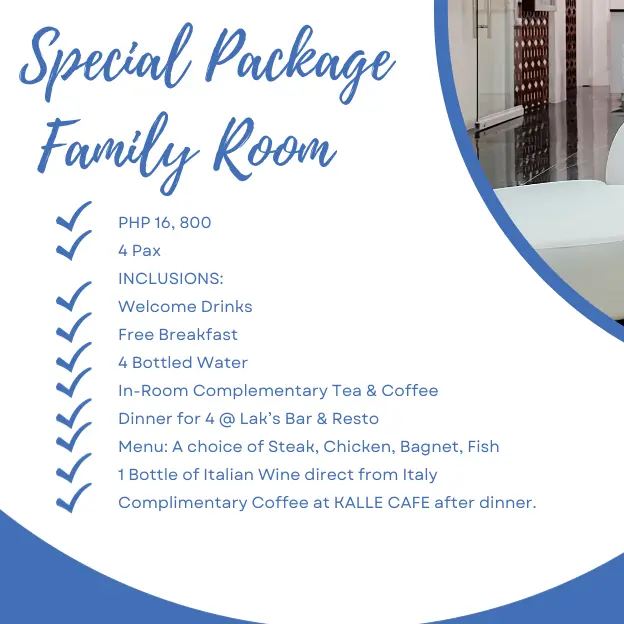 Special Package
Family Room
PHP 16, 800
4 Pax
INCLUSIONS:
Welcome Drinks
Free Breakfast
4 Bottled Water
In-Room Complementary Tea & Coffee
Dinner for 4 @ Lak's Bar & Resto
Menu: A choice of Steak, Chicken, Bagnet, Fish
1 Bottle of Italian Wine direct from Italy
Complimentary Coffee at KALLE CAFE after dinner.